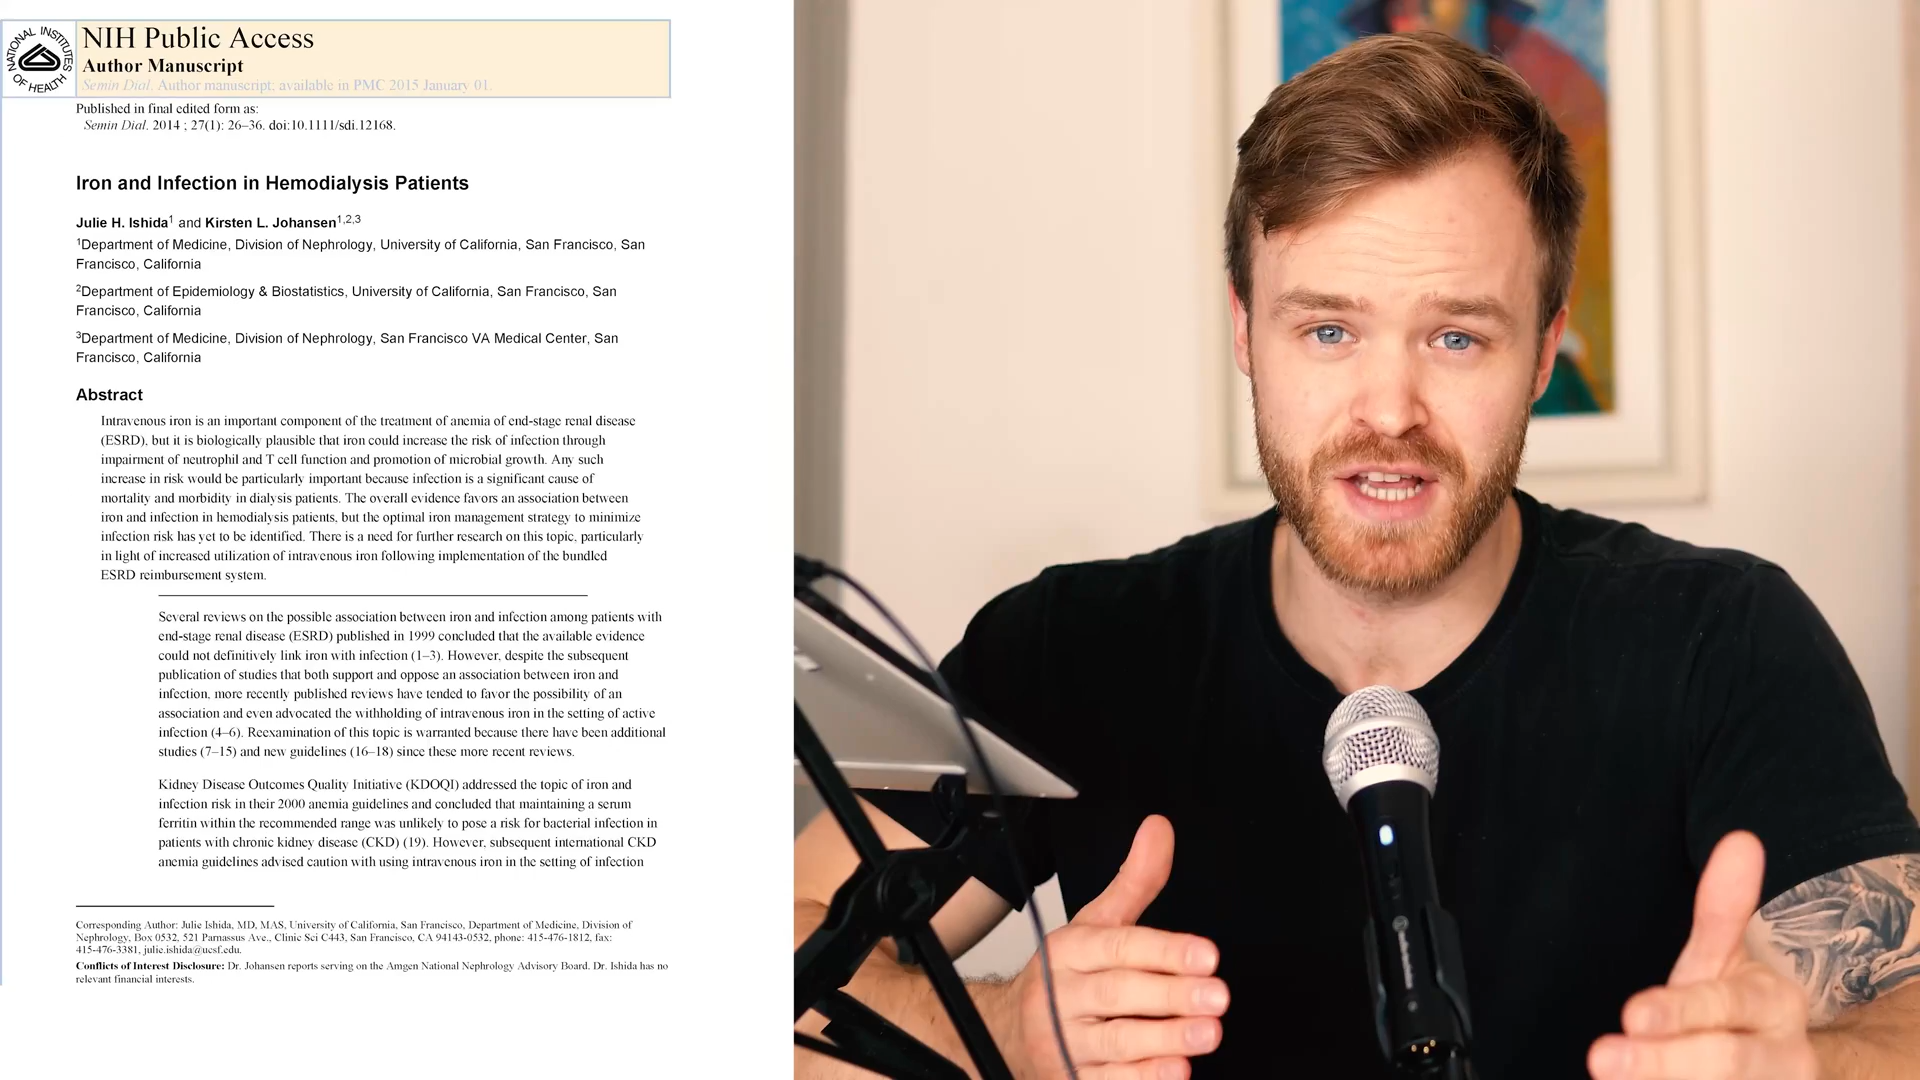 NATIONAL INSTITUTES OF HEALTH
NIH Public Access
Author Manuscript
Semin Dial. Author manuscript; available in PMC 2015 January 01.
Published in final edited form as:
Semin Dial. 2014 ; 27(1): 26–36. doi:10.1111/sdi.12168.
Iron and Infection in Hemodialysis Patients
Julie H. Ishida1 and Kirsten L. Johansen1,2,3
1Department of Medicine, Division of Nephrology, University of California, San Francisco, San
Francisco, California
2Department of Epidemiology & Biostatistics, University of California, San Francisco, San
Francisco, California
3Department of Medicine, Division of Nephrology, San Francisco VA Medical Center, San
Francisco, California
Abstract
Intravenous iron is an important component of the treatment of anemia of end-stage renal disease
(ESRD), but it is biologically plausible that iron could increase the risk of infection through
impairment of neutrophil and T cell function and promotion of microbial growth. Any such
increase in risk would be particularly important because infection is a significant cause of
mortality and morbidity in dialysis patients. The overall evidence favors an association between
iron and infection in hemodialysis patients, but the optimal iron management strategy to minimize
infection risk has yet to be identified. There is a need for further research on this topic, particularly
in light of increased utilization of intravenous iron following implementation of the bundled
ESRD reimbursement system.
Several reviews on the possible association between iron and infection among patients with
end-stage renal disease (ESRD) published in 1999 concluded that the available evidence
could not definitively link iron with infection (1–3). However, despite the subsequent
publication of studies that both support and oppose an association between iron and
infection, more recently published reviews have tended to favor the possibility of an
association and even advocated the withholding of intravenous iron in the setting of active
infection (4–6). Reexamination of this topic is warranted because there have been additional
studies (7–15) and new guidelines (16–18) since these more recent reviews.
Kidney Disease Outcomes Quality Initiative (KDOQI) addressed the topic of iron and
infection risk in their 2000 anemia guidelines and concluded that maintaining a serum
ferritin within the recommended range was unlikely to pose a risk for bacterial infection in
patients with chronic kidney disease (CKD) (19). However, subsequent international CKD
anemia guidelines advised caution with using intravenous iron in the setting of infection
Corresponding Author: Julie Ishida, MD, MAS, University of California, San Francisco, Department of Medicine, Division of
Nephrology, Box 0532, 521 Parnassus Ave., Clinic Sci C443, San Francisco, CA 94143-0532, phone: 415-476-1812, fax:
415-476-3381, julie.ishida@ucsf.edu.
Conflicts of Interest Disclosure: Dr. Johansen reports serving on the Amgen National Nephrology Advisory Board. Dr. Ishida has no
relevant financial interests.